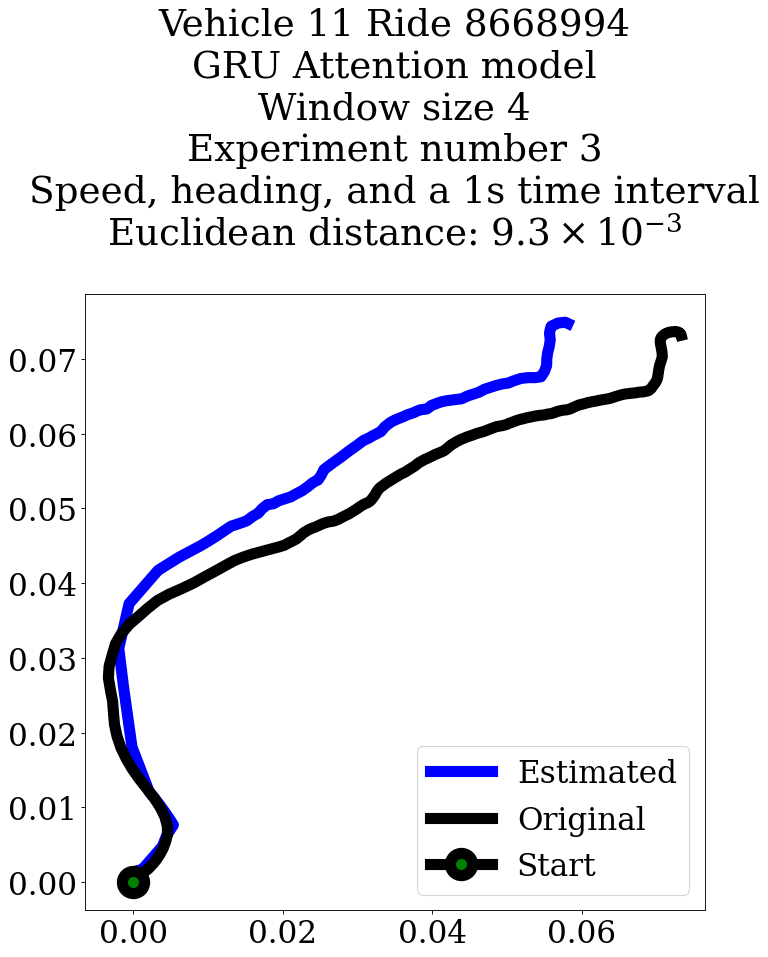 Vehicle 11 Ride 8668994
GRU Attention model
Window size 4
Experiment number 3
Speed, heading, and a 1s time interval
Euclidean distance: 9.3 × 10⁻³
0.07
0.06
0.05
0.04
0.03
0.02
0.01
0.00
Estimated
Original
Start
0.00 0.02 0.04 0.06